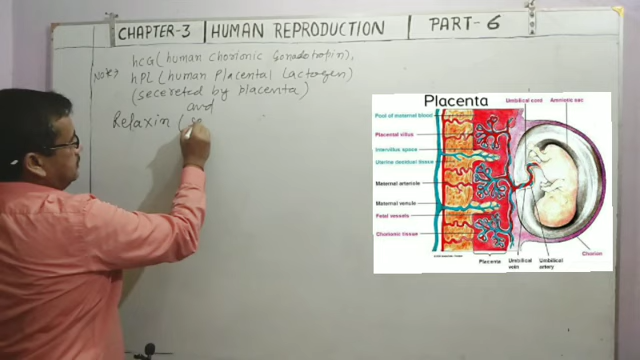 CHAPTER-3 HUMAN REPRODUCTION PART-6
Note→ hCG (human Chorionic Gonadotropin),
hPL (human Placental Lactogen)
(secereted by placenta)
and
Relaxin (se
Placenta
Umbilical cord
Amniotic sac
Pool of maternal blood
Placental villus
Intervillus space
Uterine decidual tissue
Maternal arteriole
Maternal venule
Fetal vessels
Chorionic tissue
Placenta
Umbilical vein
Umbilical artery
Chorion